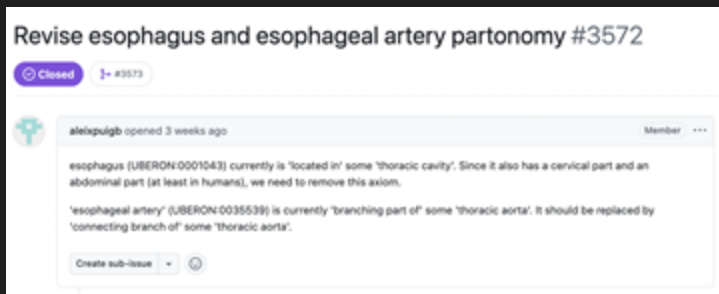 Revise esophagus and esophageal artery partonomy #3572
Closed #3573
aleixpuigb opened 3 weeks ago Member
esophagus (UBERON:0001043) currently is 'located in' some 'thoracic cavity'. Since it also has a cervical part and an
abdominal part (at least in humans), we need to remove this axiom.
'esophageal artery' (UBERON:0035539) is currently 'branching part of' some 'thoracic aorta'. It should be replaced by
'connecting branch of' some 'thoracic aorta'.
Create sub-issue